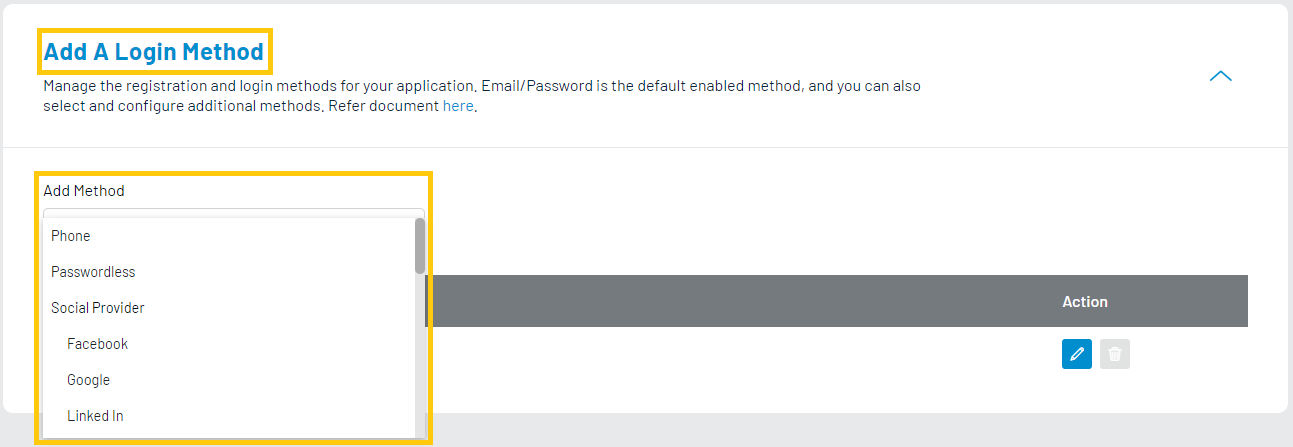 Add A Login Method
Manage the registration and login methods for your application. Email/Password is the default enabled method, and you can also
select and configure additional methods. Refer document here.
Add Method
Phone
Passwordless
Social Provider
Action
Facebook
Google
Linked In